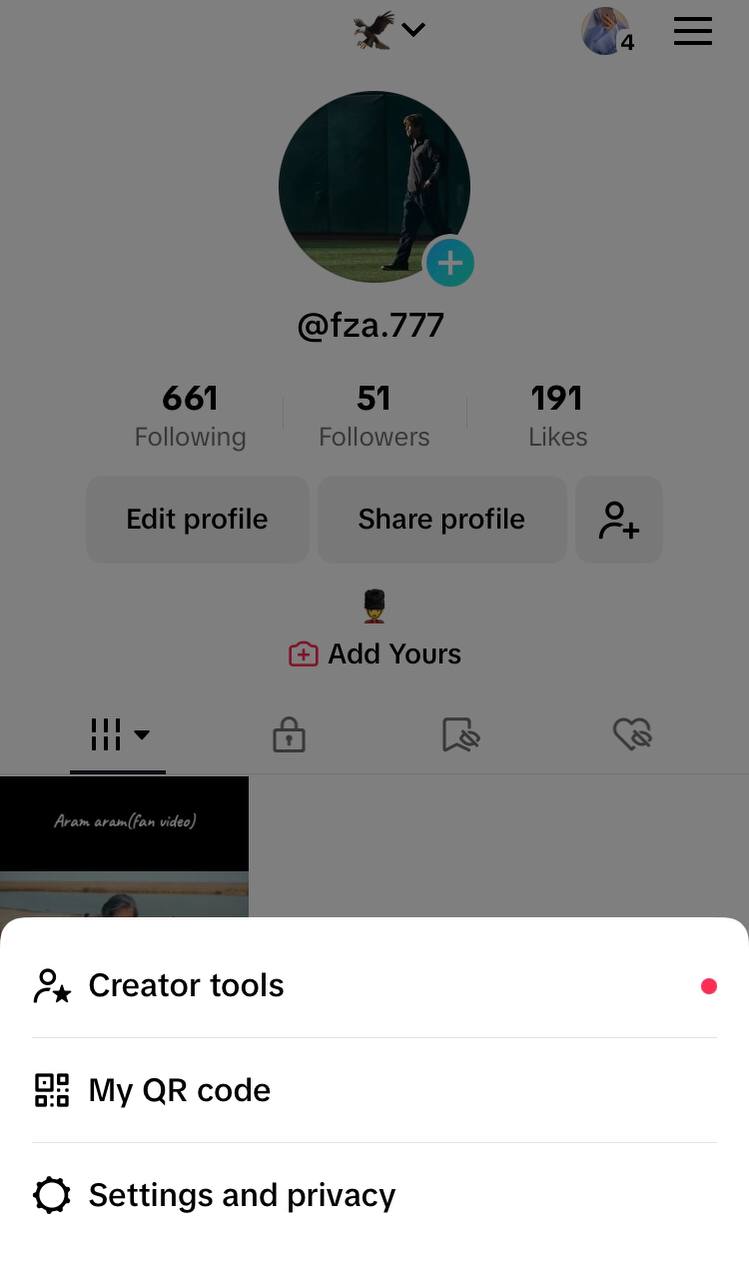 4
@fza.777
661 51 191
Following Followers Likes
Edit profile Share profile
Add Yours
Aram aram(fan video)
Creator tools
My QR code
Settings and privacy